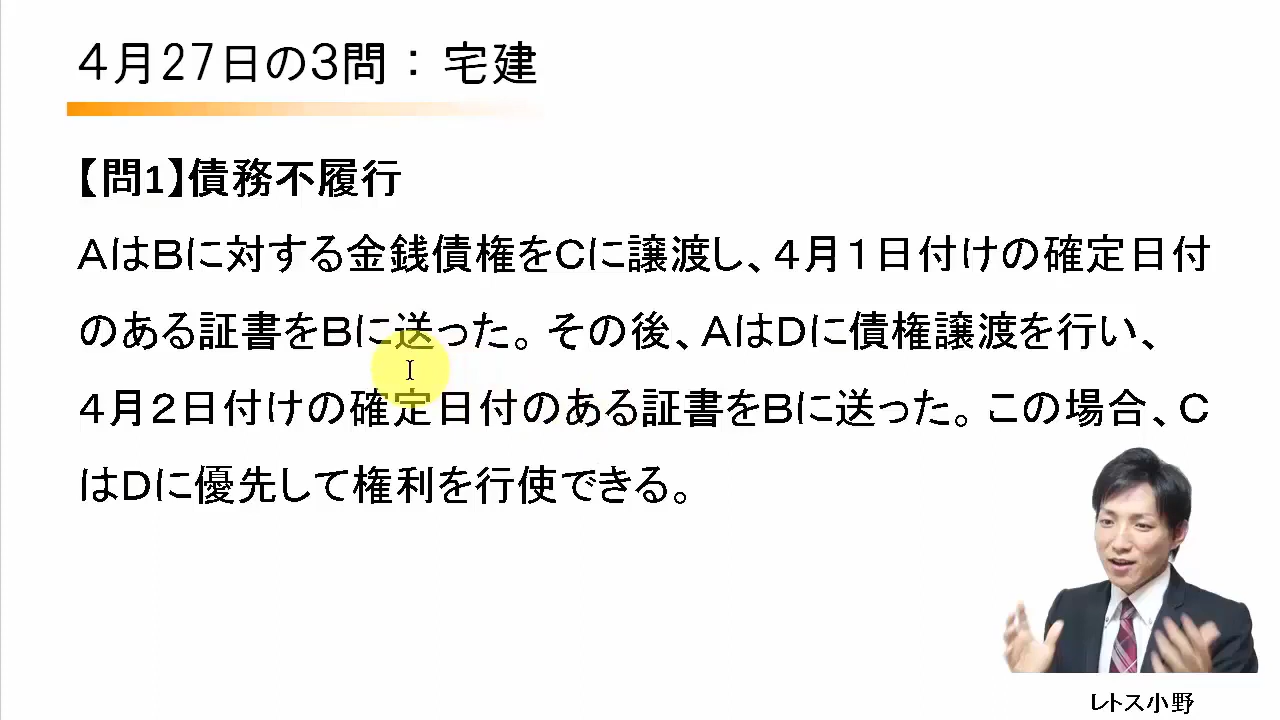 4月27日の3問：宅建
【問1】債務不履行
AはBに対する金銭債権をCに譲渡し、4月1日付けの確定日付
のある証書をBに送った。その後、AはDに債権譲渡を行い、
4月2日付けの確定日付のある証書をBに送った。この場合、C
はDに優先して権利を行使できる。
レトス小野